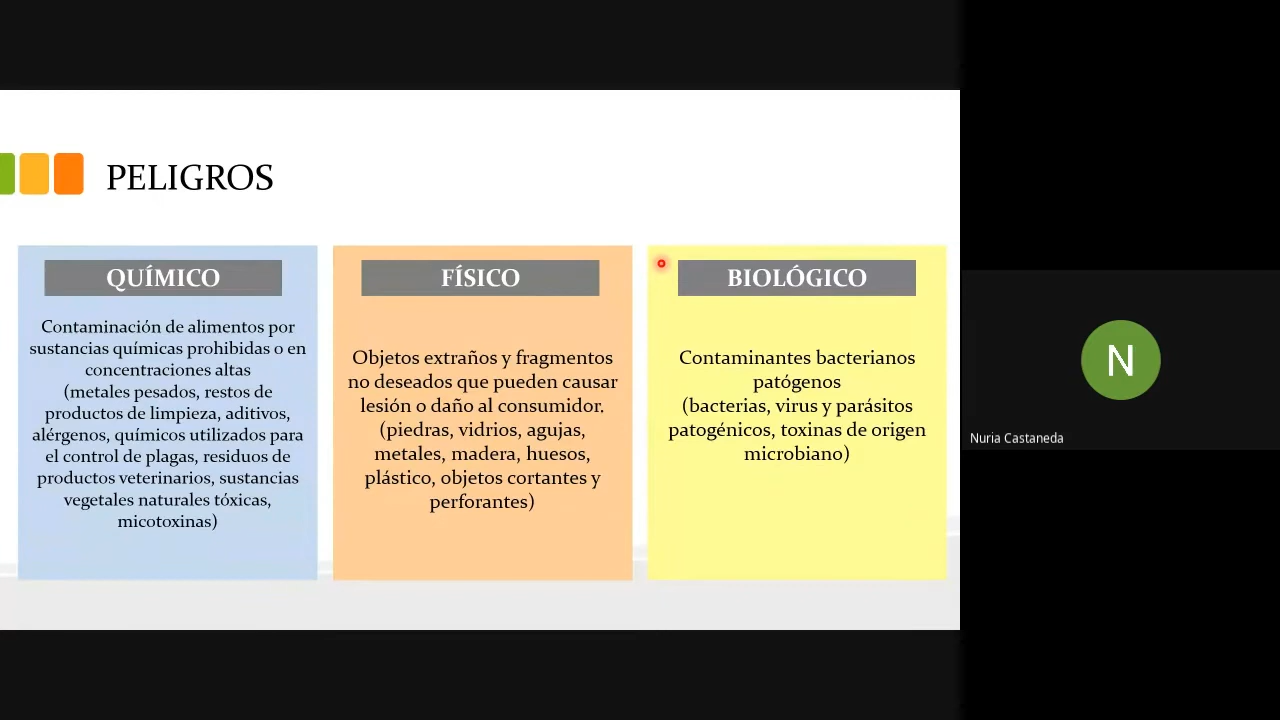 PELIGROS
QUÍMICO
Contaminación de alimentos por
sustancias químicas prohibidas o en
concentraciones altas
(metales pesados, restos de
productos de limpieza, aditivos,
alérgenos, químicos utilizados para
el control de plagas, residuos de
productos veterinarios, sustancias
vegetales naturales tóxicas,
micotoxinas)
FÍSICO
Objetos extraños y fragmentos
no deseados que pueden causar
lesión o daño al consumidor.
(piedras, vidrios, agujas,
metales, madera, huesos,
plástico, objetos cortantes y
perforantes)
BIOLÓGICO
Contaminantes bacterianos
patógenos
(bacterias, virus y parásitos
patogénicos, toxinas de origen
microbiano)
N
Nuria Castaneda